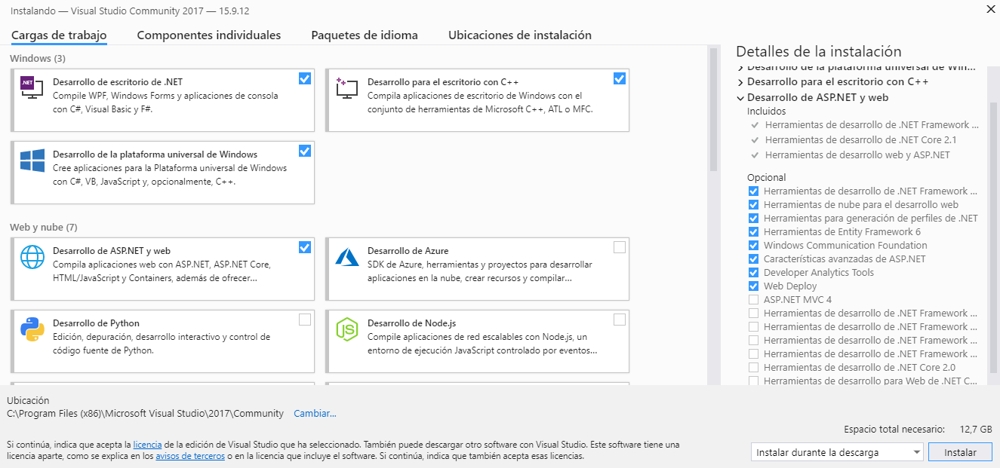 Instalando — Visual Studio Community 2017 — 15.9.12
Cargas de trabajo
Componentes individuales
Paquetes de idioma
Ubicaciones de instalación
Windows (3)
.NET
Desarrollo de escritorio de .NET
Compile WPF, Windows Forms y aplicaciones de consola
con C#, Visual Basic y F#.
Desarrollo para el escritorio con C++
Compila aplicaciones de escritorio de Windows con el
conjunto de herramientas de Microsoft C++, ATL o MFC.
Desarrollo de la plataforma universal de Windows
Cree aplicaciones para la Plataforma universal de Windows
con C#, VB, JavaScript y, opcionalmente, C++.
Web y nube (7)
Desarrollo de ASP.NET y web
Compila aplicaciones web con ASP.NET, ASP.NET Core,
HTML/JavaScript y Containers, además de ofrecer...
Desarrollo de Azure
SDK de Azure, herramientas y proyectos para desarrollar
aplicaciones en la nube, crear recursos y compilar...
Desarrollo de Python
Edición, depuración, desarrollo interactivo y control de
código fuente de Python.
JS
Desarrollo de Node.js
Compile aplicaciones de red escalables con Node.js, un
entorno de ejecución JavaScript controlado por eventos...
Detalles de la instalación
Desarrollo de la plataforma universal de Win...
Desarrollo para el escritorio con C++
Desarrollo de ASP.NET y web
Incluidos
Herramientas de desarrollo de .NET Framework ...
Herramientas de desarrollo de .NET Core 2.1
Herramientas de desarrollo web y ASP.NET
Opcional
Herramientas de desarrollo de .NET Framework ...
Herramientas de nube para el desarrollo web
Herramientas para generación de perfiles de .NET
Herramientas de Entity Framework 6
Windows Communication Foundation
Características avanzadas de ASP.NET
Developer Analytics Tools
Web Deploy
ASP.NET MVC 4
Herramientas de desarrollo de .NET Framework ...
Herramientas de desarrollo de .NET Framework ...
Herramientas de desarrollo de .NET Framework ...
Herramientas de desarrollo de .NET Framework ...
Herramientas de desarrollo de .NET Core 2.0
Herramientas de desarrollo para Web de .NET C...
Ubicación
C:\Program Files (x86)\Microsoft Visual Studio\2017\Community Cambiar...
Espacio total necesario: 12,7 GB
Si continúa, indica que acepta la licencia de la edición de Visual Studio que ha seleccionado. También puede descargar otro software con Visual Studio. Este software tiene una
licencia aparte, como se explica en los avisos de terceros o en la licencia que incluye el software. Si continúa, indica que también acepta esas licencias.
Instalar durante la descarga
Instalar